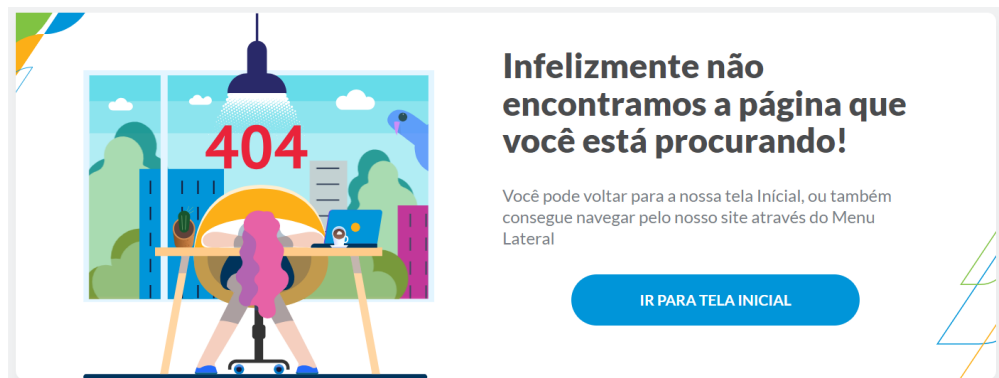 404
Infelizmente não
encontramos a página que
você está procurando!
Você pode voltar para a nossa tela Inícial, ou também
consegue navegar pelo nosso site através do Menu
Lateral
IR PARA TELA INICIAL